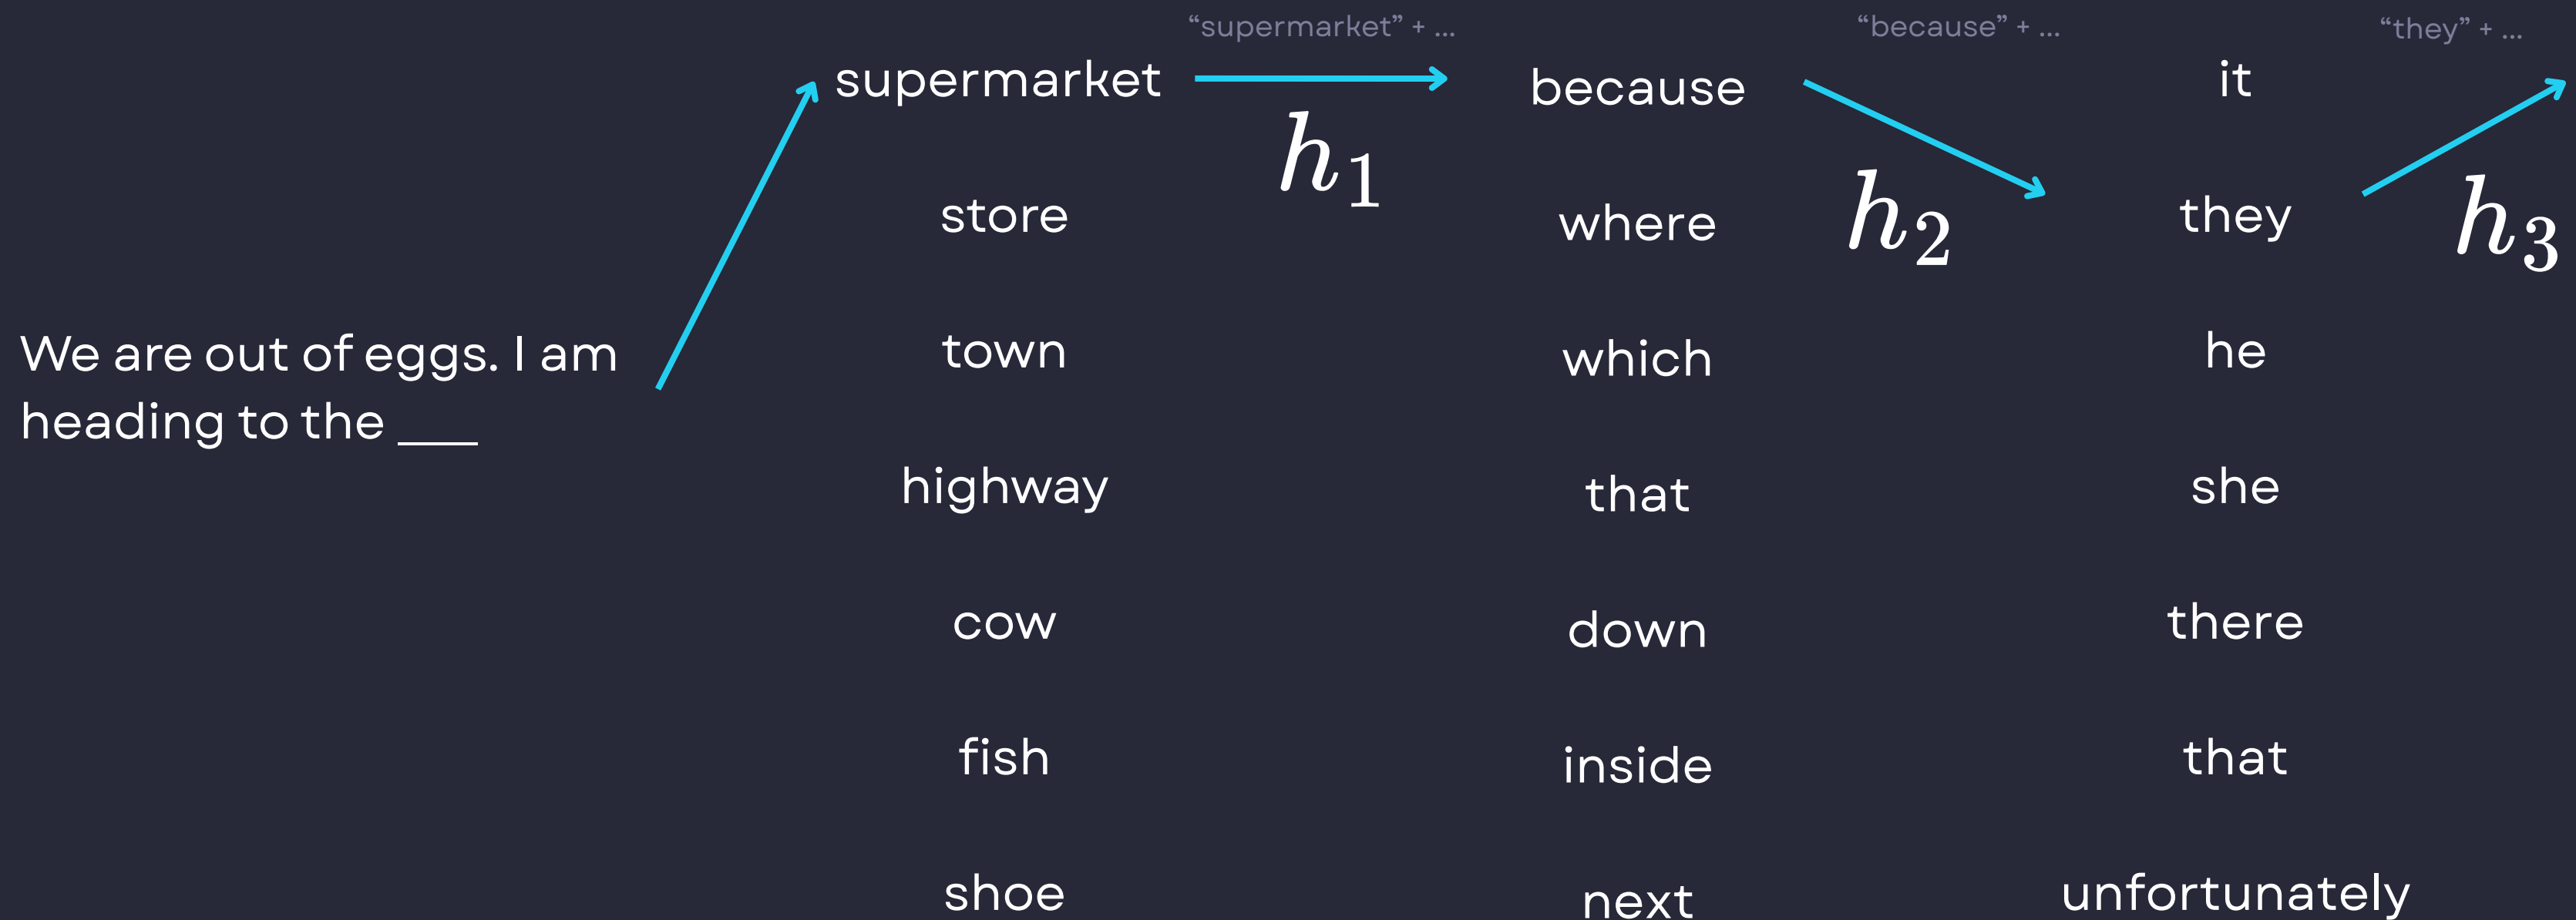 We are out of eggs. I am
heading to the ____
supermarket
store
town
highway
cow
fish
shoe
“supermarket” + ...
h₁
because
where
which
that
down
inside
next
“because” + ...
h₂
it
they
he
she
there
that
unfortunately
“they” + ...
h₃